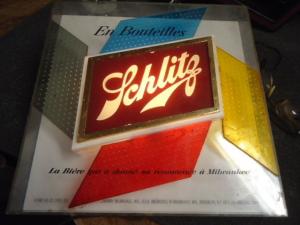 En Bouteilles
Schlitz
La Bière qui a donné sa renommée à Milwaukee